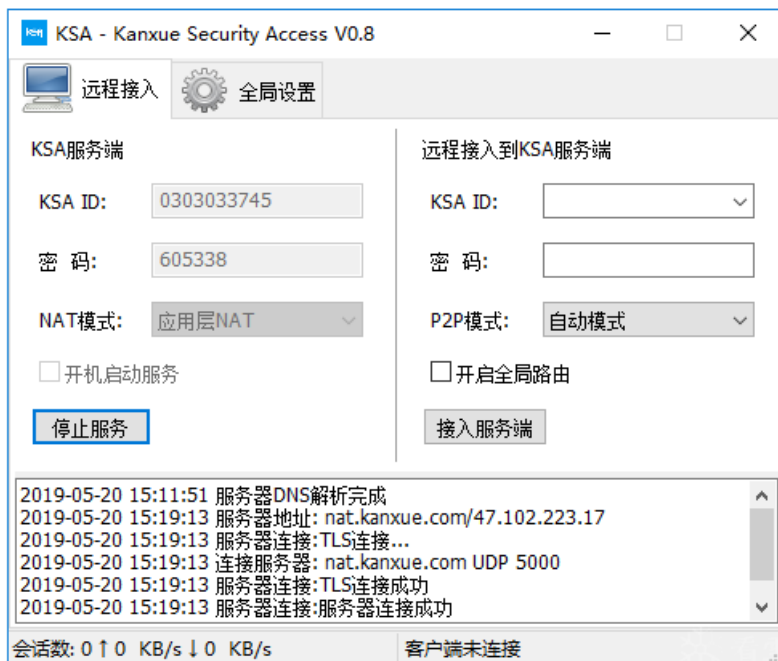 KSA - Kanxue Security Access V0.8
远程接入
全局设置
KSA服务端
KSA ID:
0303033745
密 码:
605338
NAT模式:
应用层NAT
开机启动服务
停止服务
远程接入到KSA服务端
KSA ID:
密 码:
P2P模式:
自动模式
开启全局路由
接入服务端
2019-05-20 15:11:51 服务器DNS解析完成
2019-05-20 15:19:13 服务器地址: nat.kanxue.com/47.102.223.17
2019-05-20 15:19:13 服务器连接:TLS连接...
2019-05-20 15:19:13 连接服务器: nat.kanxue.com UDP 5000
2019-05-20 15:19:13 服务器连接:TLS连接成功
2019-05-20 15:19:13 服务器连接:服务器连接成功
会话数: 0↑0 KB/s↓0 KB/s
客户端未连接